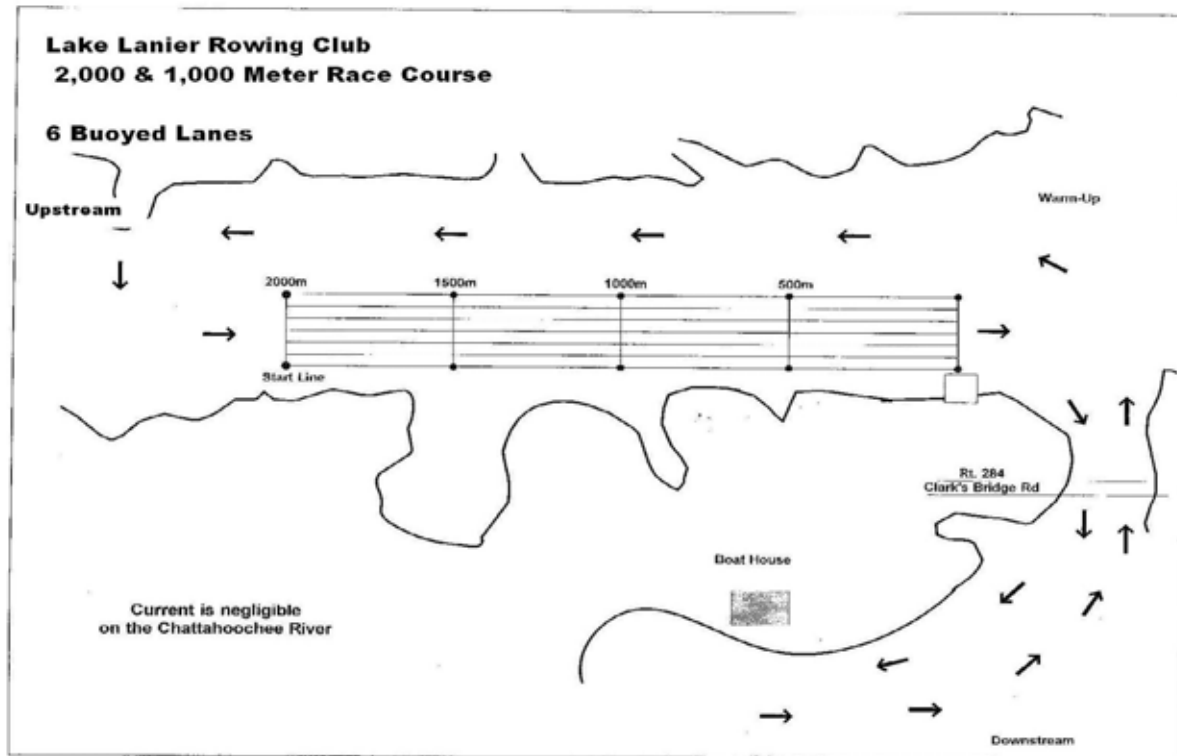 Lake Lanier Rowing Club
2,000 & 1,000 Meter Race Course
6 Buoyed Lanes
Upstream
Warm-Up
2000m
1500m
1000m
500m
Start Line
Rt. 284
Clark's Bridge Rd
Boat House
Current is negligible
on the Chattahoochee River
Downstream